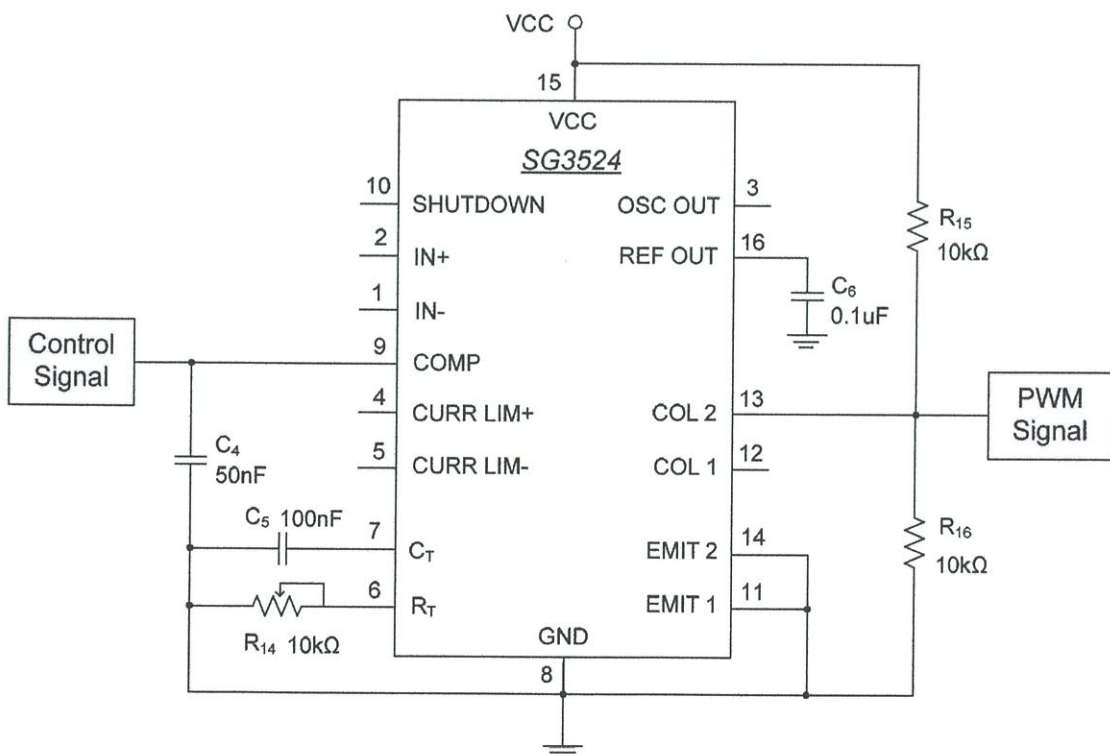 VCC
15
VCC
SG3524
10
SHUTDOWN
OSC OUT
3
2
IN+
REF OUT
16
R₁₅
10kΩ
1
IN-
C₆
0.1uF
Control
Signal
9
COMP
4
CURR LIM+
COL 2
13
PWM
Signal
C₄
50nF
5
CURR LIM-
COL 1
12
C₅ 100nF
7
C_T
EMIT 2
14
R₁₆
10kΩ
6
R_T
EMIT 1
11
R₁₄ 10kΩ
GND
8